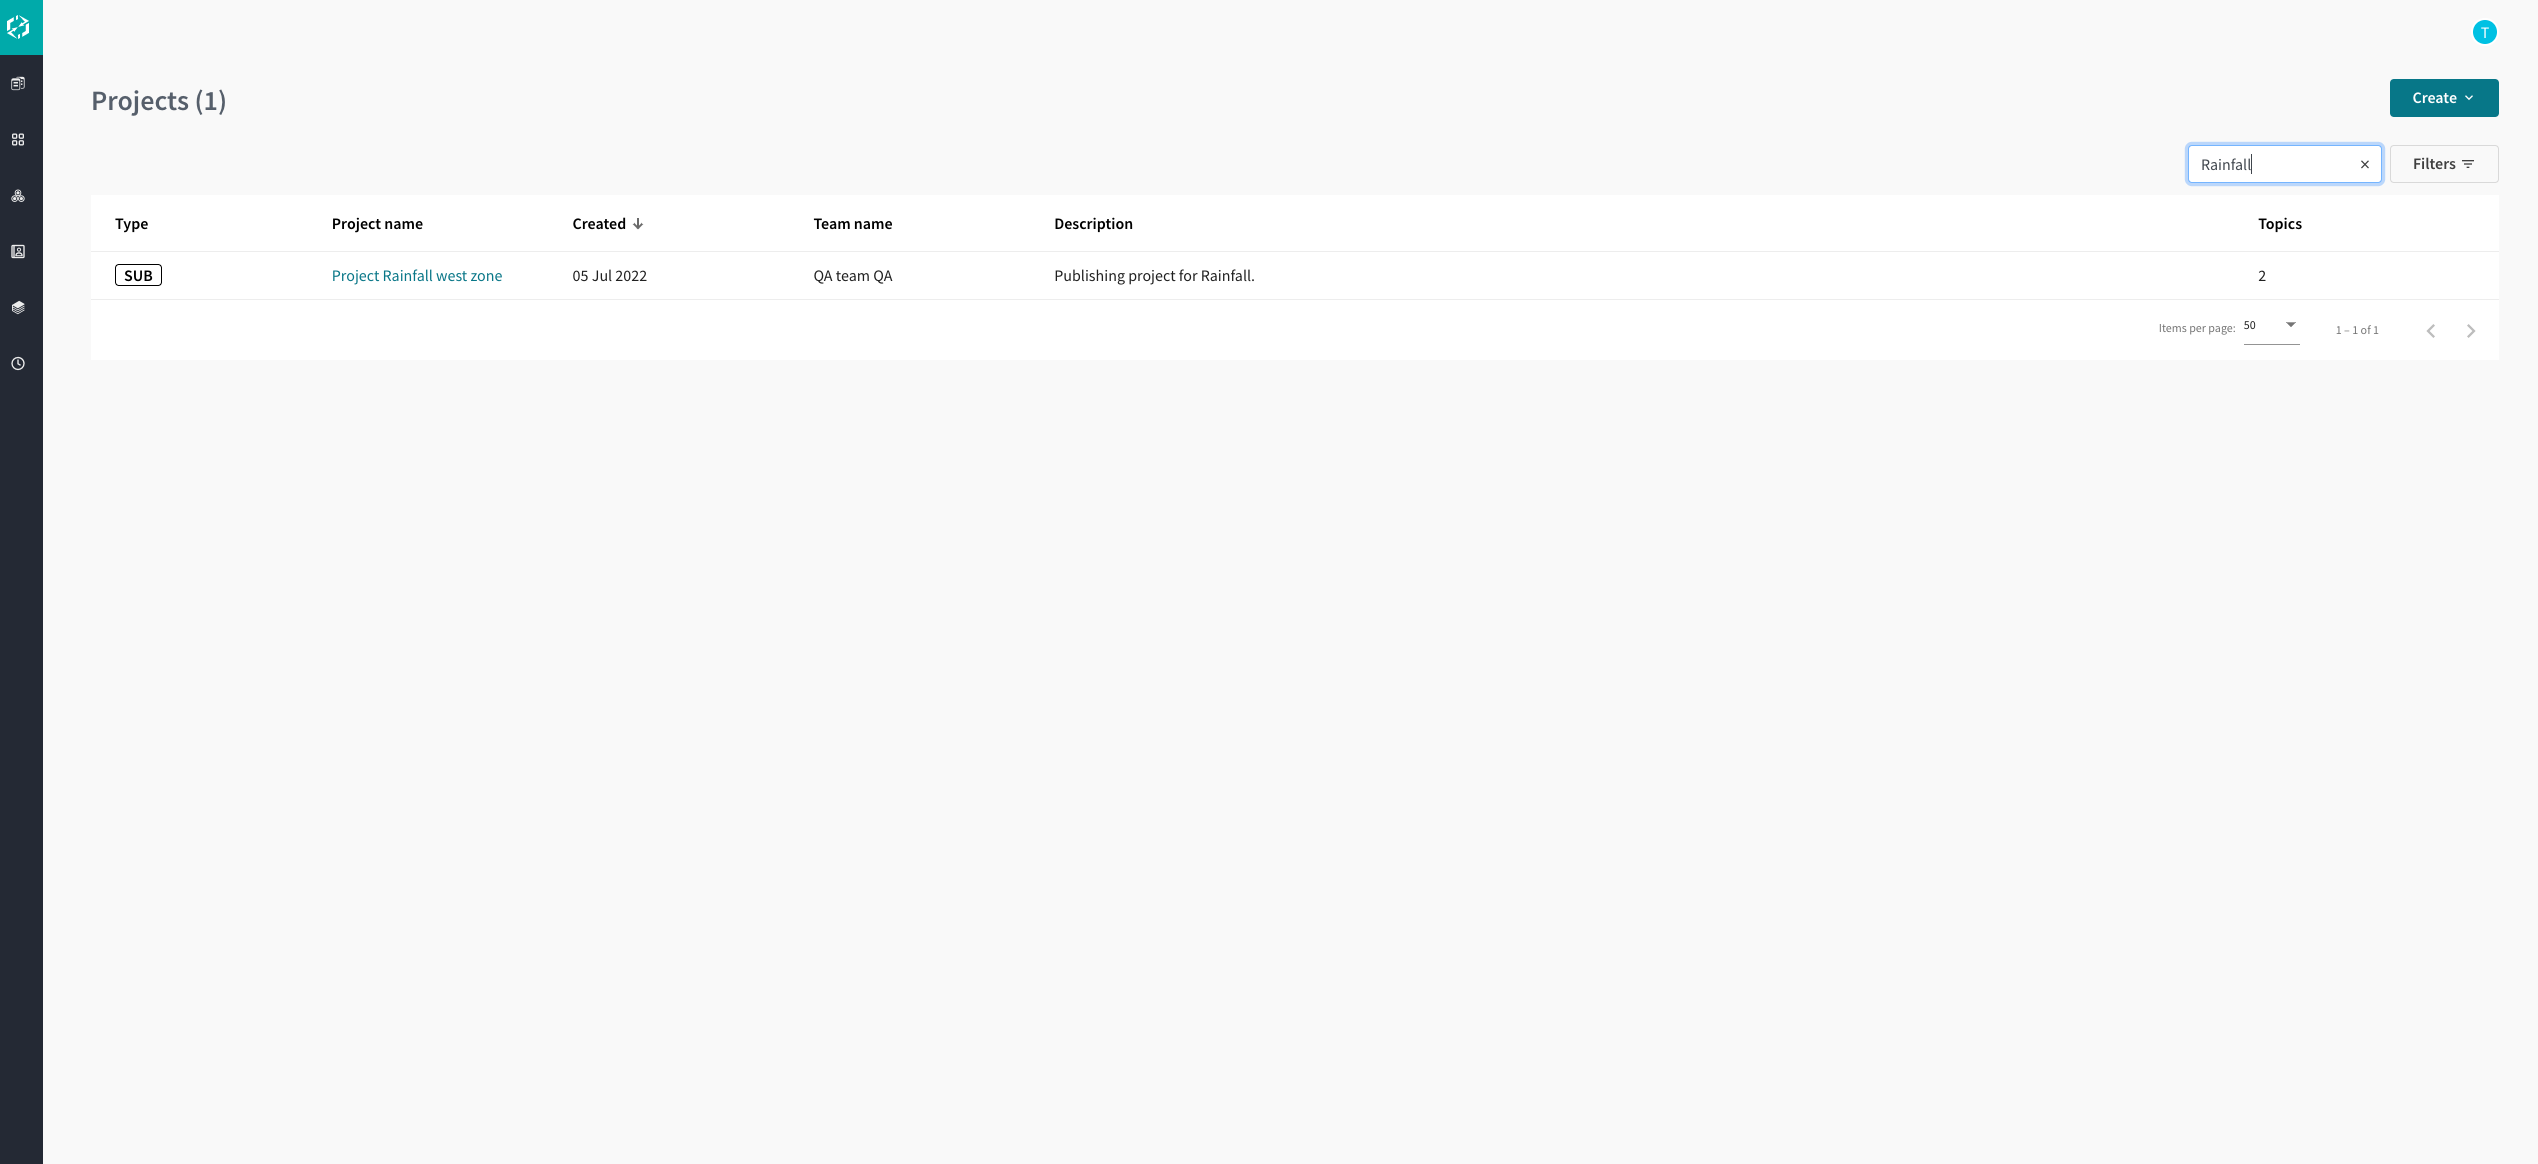 T
Projects (1)
Create
Rainfall
Filters
Type Project name Created Team name Description Topics
SUB Project Rainfall west zone 05 Jul 2022 QA team QA Publishing project for Rainfall. 2
Items per page: 50 1 – 1 of 1